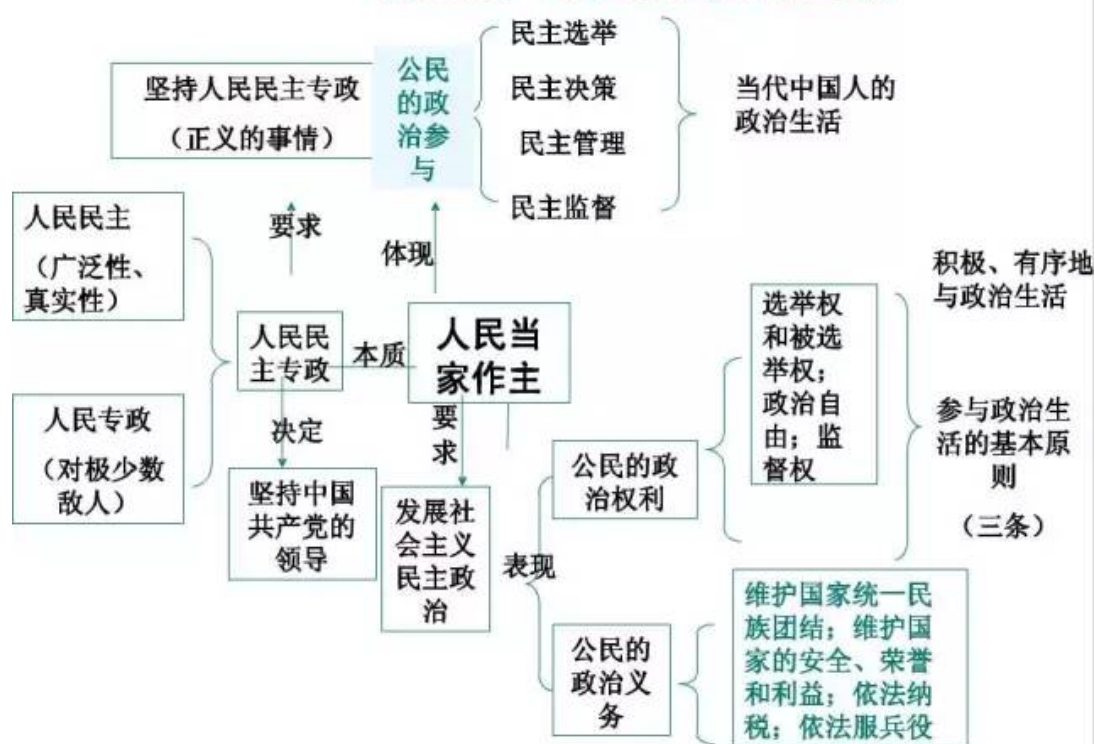 民主选举
坚持人民民主专政
（正义的事情）
公民
的政
治参
与
民主决策
民主管理
民主监督
当代中国人的
政治生活
人民民主
（广泛性、
真实性）
要求
体现
人民民
主专政
本质
人民当
家作主
人民专政
（对极少数
敌人）
决定
坚持中国
共产党的
领导
要
求
发展社
会主义
民主政
治
表现
公民的政
治权利
选举权
和被选
举权；
政治自
由；监
督权
积极、有序地
与政治生活
参与政治生
活的基本原
则
（三条）
公民的
政治义
务
维护国家统一民
族团结；维护国
家的安全、荣誉
和利益；依法纳
税；依法服兵役